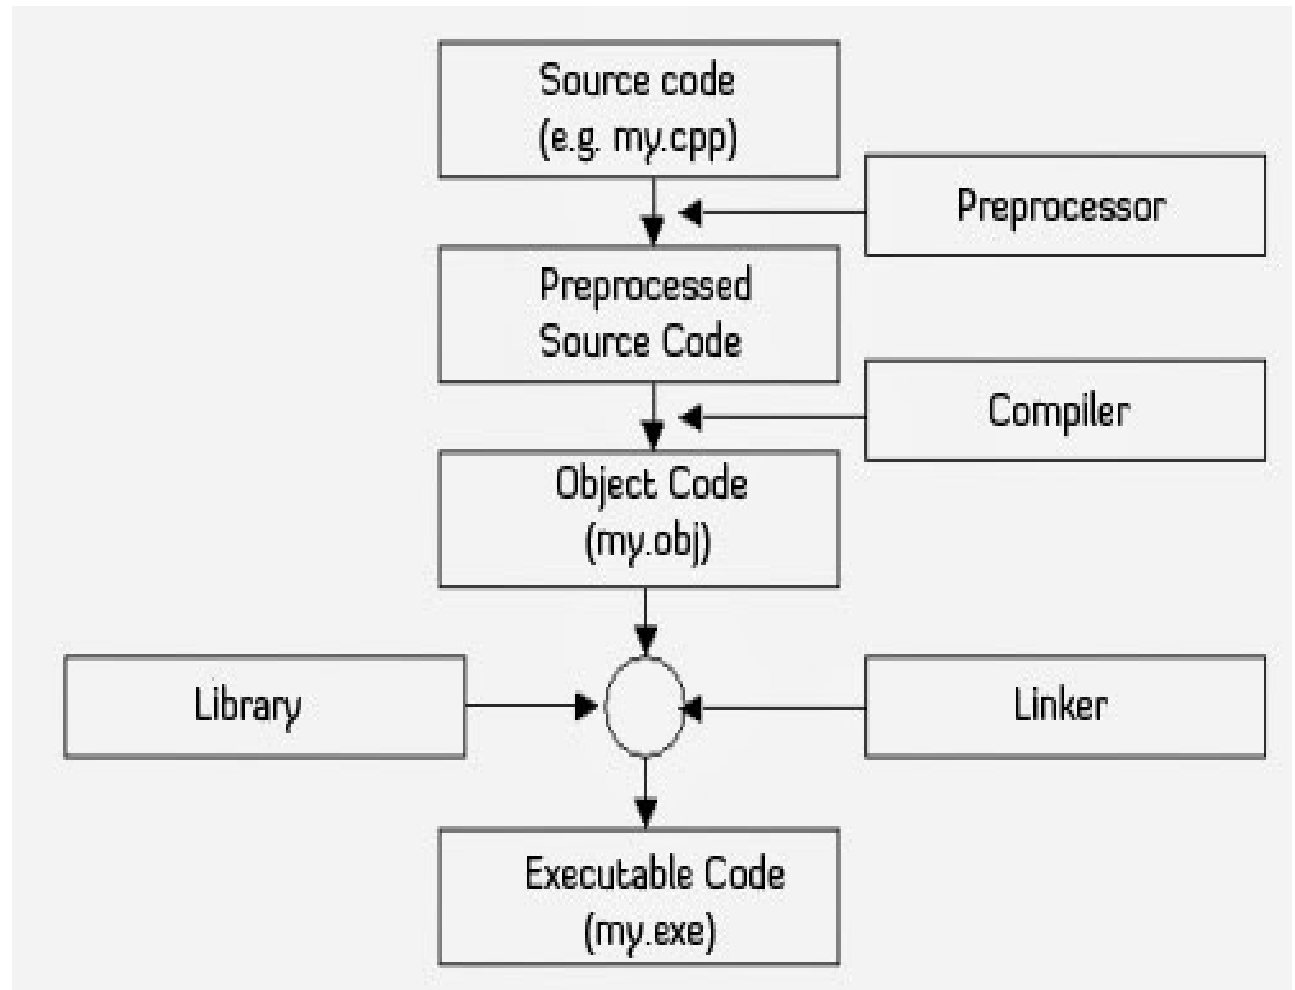 Source code
(e.g. my.cpp)
Preprocessor
Preprocessed
Source Code
Compiler
Object Code
(my.obj)
Library
Linker
Executable Code
(my.exe)